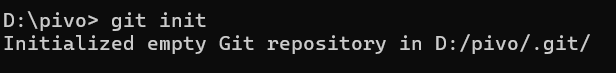 D:\pivo> git init
Initialized empty Git repository in D:/pivo/.git/